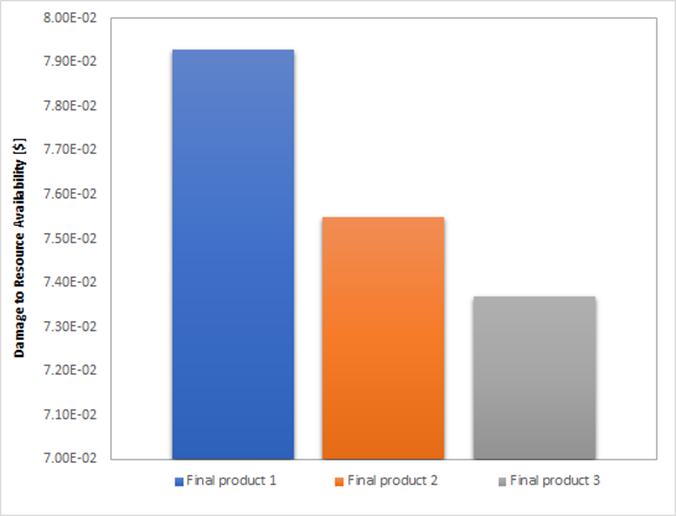 8.00E-02
7.90E-02
7.80E-02
7.70E-02
7.60E-02
7.50E-02
7.40E-02
7.30E-02
7.20E-02
7.10E-02
7.00E-02
Damage to Resource Availability [$]
Final product 1
Final product 2
Final product 3